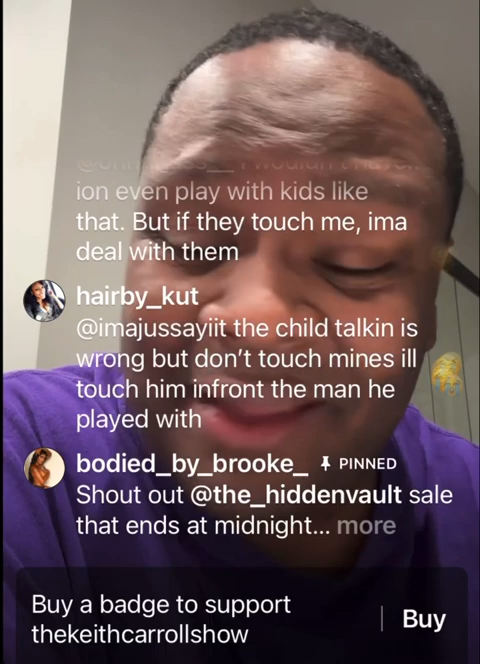 ion even play with kids like
that. But if they touch me, ima
deal with them
hairby_kut
@imajussayiit the child talkin is
wrong but don't touch mines ill
touch him infront the man he
played with
bodied_by_brooke_ PINNED
Shout out @the_hiddenvault sale
that ends at midnight... more
Buy a badge to support
thekeithcarrollshow
Buy